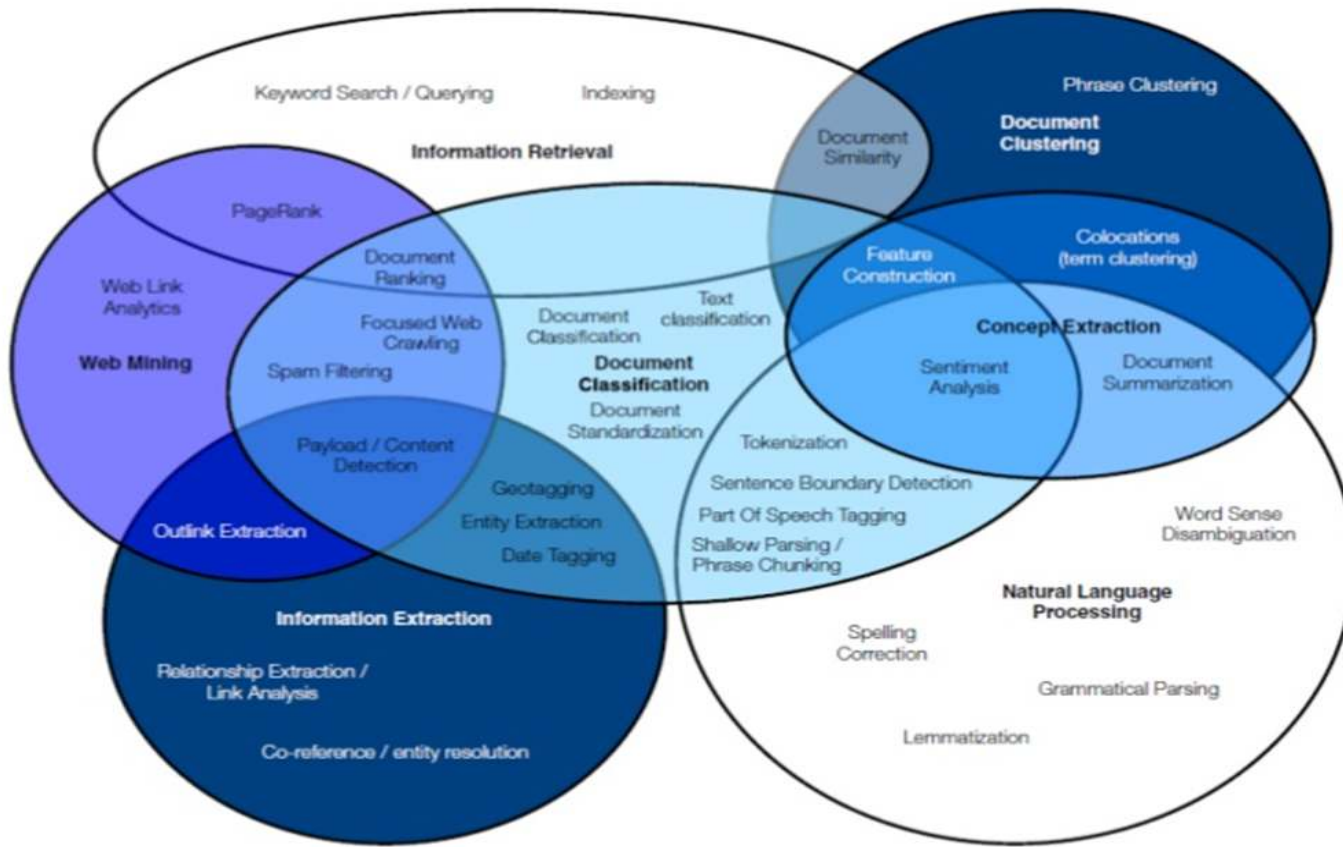 Keyword Search / Querying
Indexing
Information Retrieval
Phrase Clustering
Document
Clustering
Document
Similarity
PageRank
Document
Ranking
Feature
Construction
Colocations
(term clustering)
Web Link
Analytics
Focused Web
Crawling
Document
Classification
Text
classification
Concept Extraction
Web Mining
Spam Filtering
Document
Classification
Sentiment
Analysis
Document
Summarization
Document
Standardization
Payload / Content
Detection
Tokenization
Geotagging
Sentence Boundary Detection
Entity Extraction
Part Of Speech Tagging
Outlink Extraction
Date Tagging
Shallow Parsing /
Phrase Chunking
Word Sense
Disambiguation
Natural Language
Processing
Information Extraction
Spelling
Correction
Relationship Extraction /
Link Analysis
Grammatical Parsing
Lemmatization
Co-reference / entity resolution